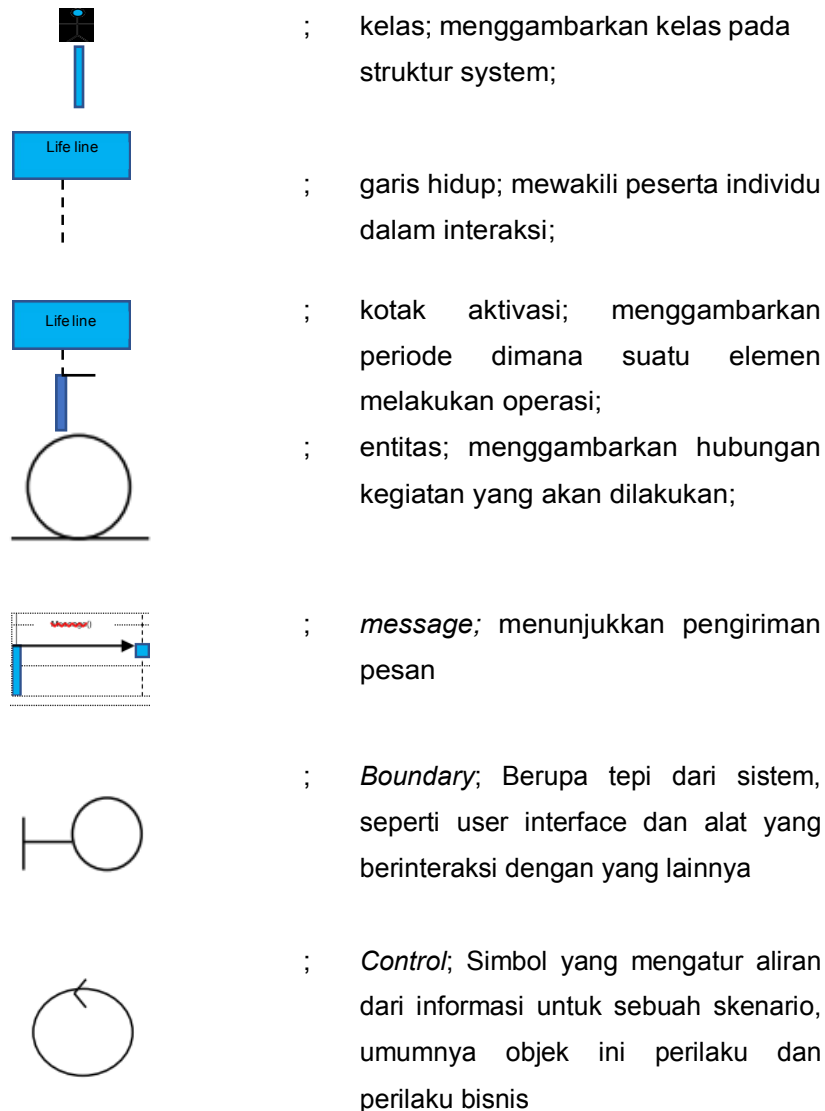 ; kelas; menggambarkan kelas pada
struktur system;
Life line
; garis hidup; mewakili peserta individu
dalam interaksi;
Life line
; kotak aktivasi; menggambarkan
periode dimana suatu elemen
melakukan operasi;
; entitas; menggambarkan hubungan
kegiatan yang akan dilakukan;
; message; menunjukkan pengiriman
pesan
; Boundary; Berupa tepi dari sistem,
seperti user interface dan alat yang
berinteraksi dengan yang lainnya
; Control; Simbol yang mengatur aliran
dari informasi untuk sebuah skenario,
umumnya objek ini perilaku dan
perilaku bisnis